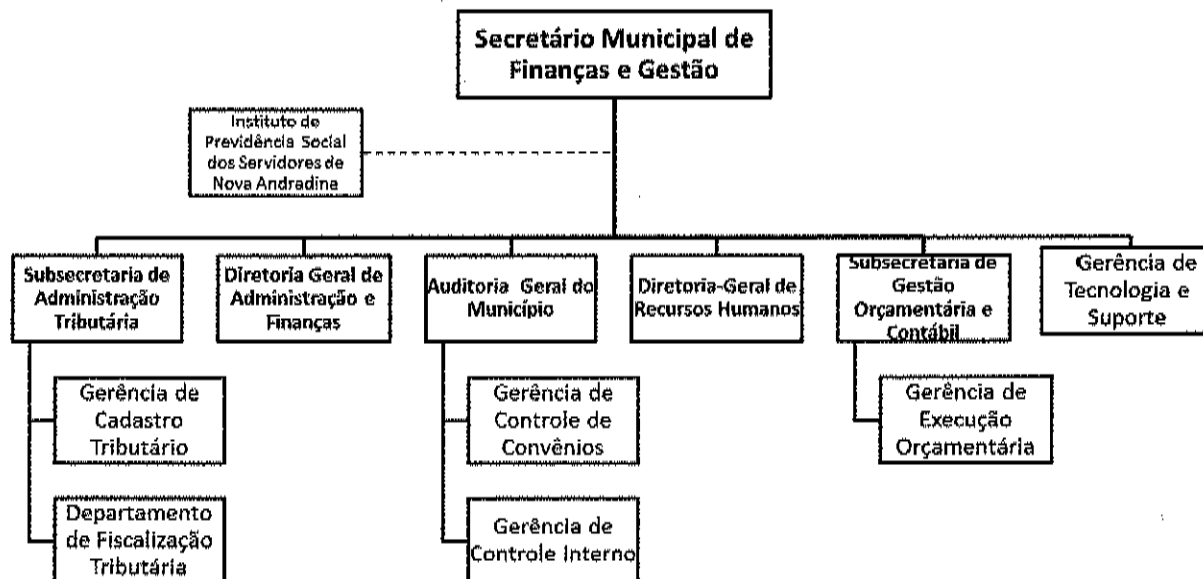 Secretário Municipal de
Finanças e Gestão
Instituto de
Previdência Social
dos Servidores de
Nova Andradina
Subsecretaria de
Administração
Tributária
Diretoria Geral de
Administração e
Finanças
Auditoria Geral do
Município
Diretoria-Geral de
Recursos Humanos
Subsecretaria de
Gestão
Orçamentária e
Contábil
Gerência de
Tecnologia e
Suporte
Gerência de
Cadastro
Tributário
Departamento
de Fiscalização
Tributária
Gerência de
Controle de
Convênios
Gerência de
Controle Interno
Gerência de
Execução
Orçamentária